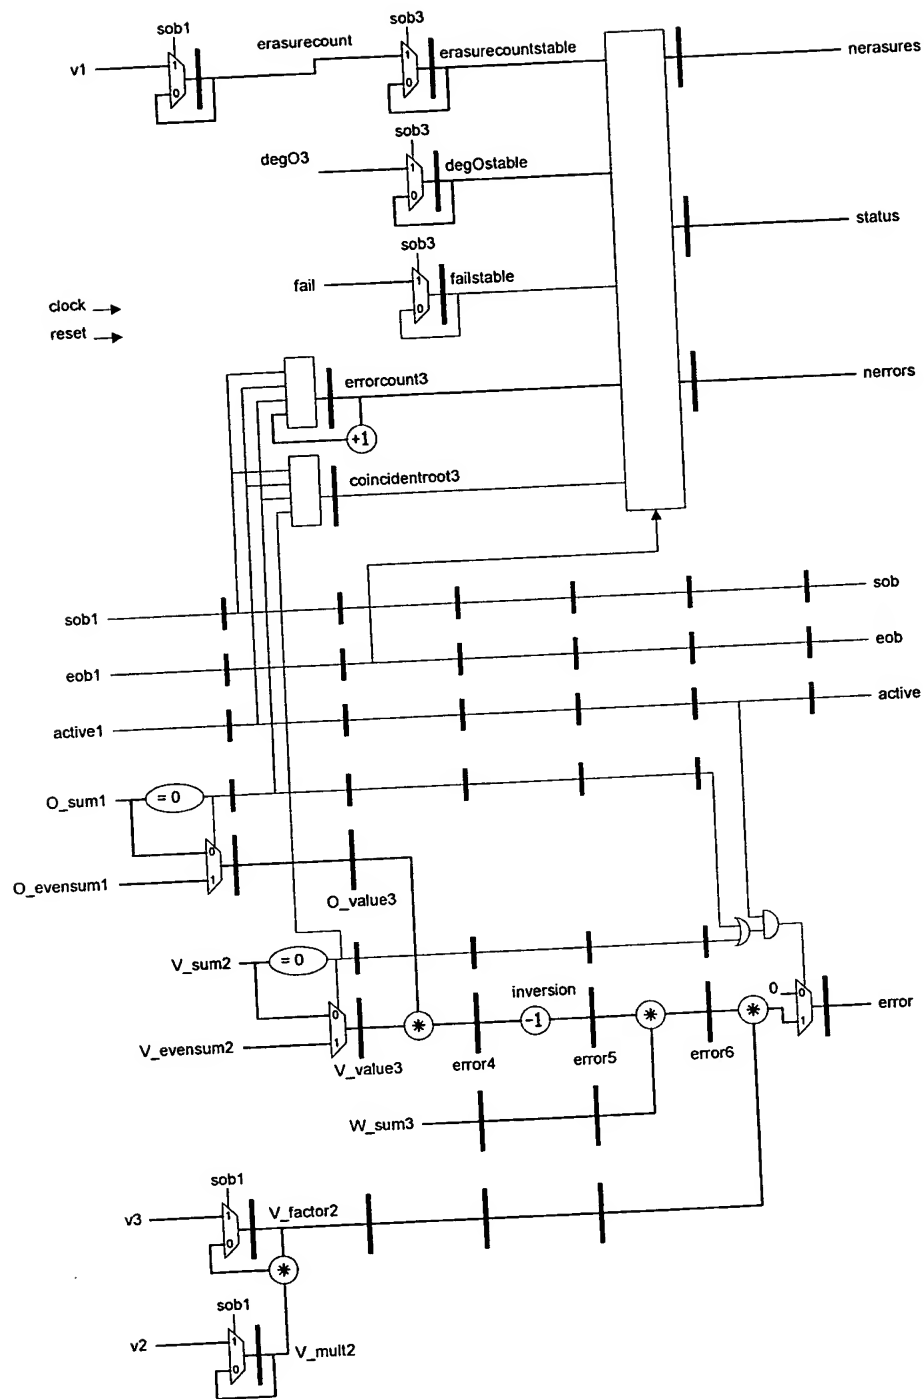 sob1
v1
1
0
erasurecount
sob3
1
0
erasurecountstable
nerasures
sob3
degO3
1
0
degOstable
status
sob3
fail
1
0
failstable
clock
reset
errorcount3
+1
nerrors
coincidentroot3
sob1
sob
eob1
eob
active1
active
O_sum1
= 0
0
1
O_evensum1
O_value3
V_sum2
= 0
0
1
V_evensum2
V_value3
*
error4
inversion
-1
error5
*
error6
*
0
0
1
error
W_sum3
sob1
v3
1
0
V_factor2
*
sob1
v2
1
0
V_mult2